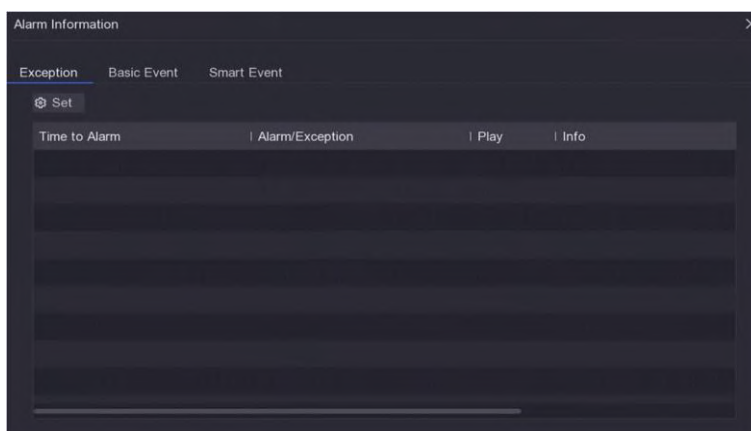 Alarm Information
Exception Basic Event Smart Event
Set
Time to Alarm Alarm/Exception Play Info